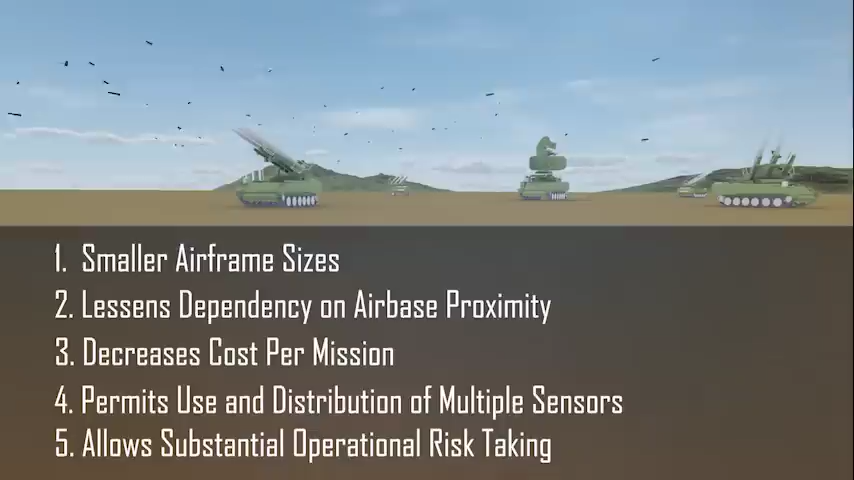 1. Smaller Airframe Sizes
2. Lessens Dependency on Airbase Proximity
3. Decreases Cost Per Mission
4. Permits Use and Distribution of Multiple Sensors
5. Allows Substantial Operational Risk Taking